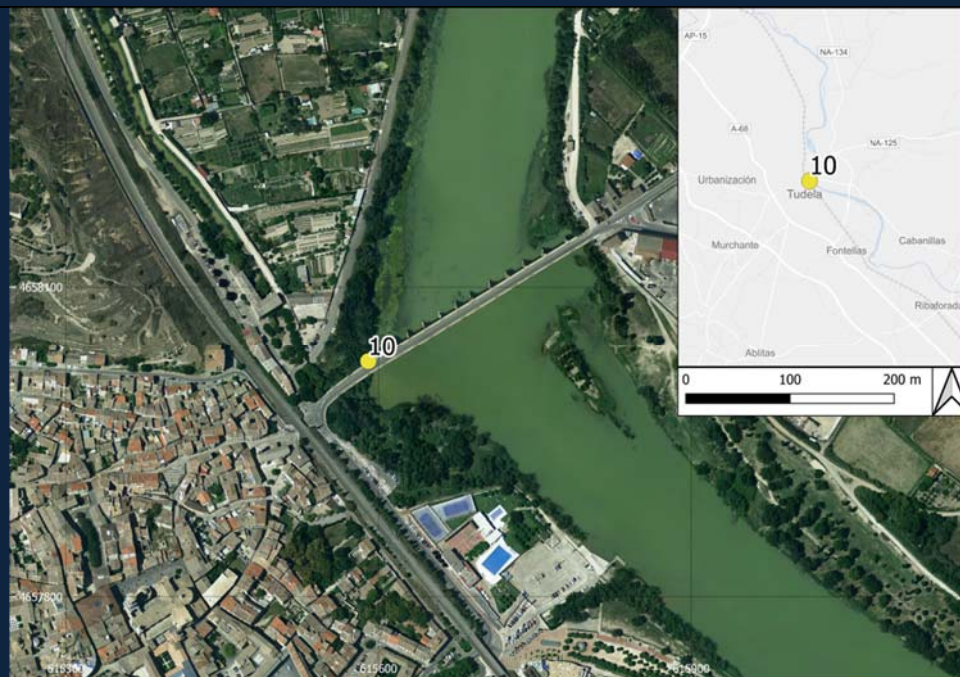 AP-15
NA-134
A-68
NA-125
10
Urbanización
Tudela
Murchante
Cabanillas
Fontellas
Ribaforada
Ablitas
0 100 200 m
4658100
10
4657800
615300 615600 615900